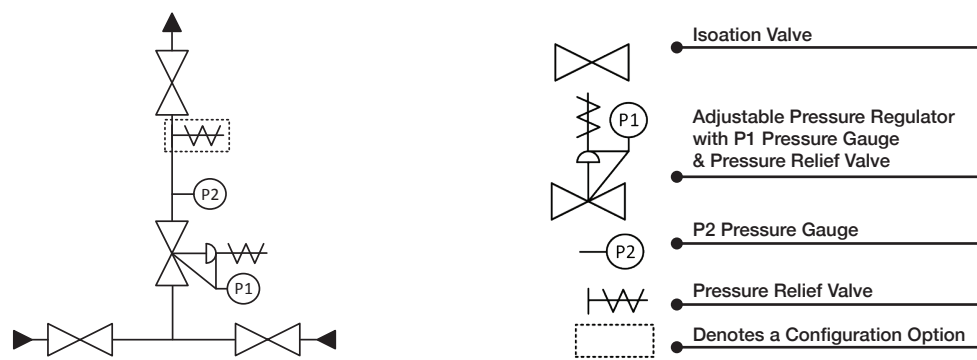 P2
P1
Isoation Valve
P1
Adjustable Pressure Regulator
with P1 Pressure Gauge
& Pressure Relief Valve
P2
P2 Pressure Gauge
Pressure Relief Valve
Denotes a Configuration Option